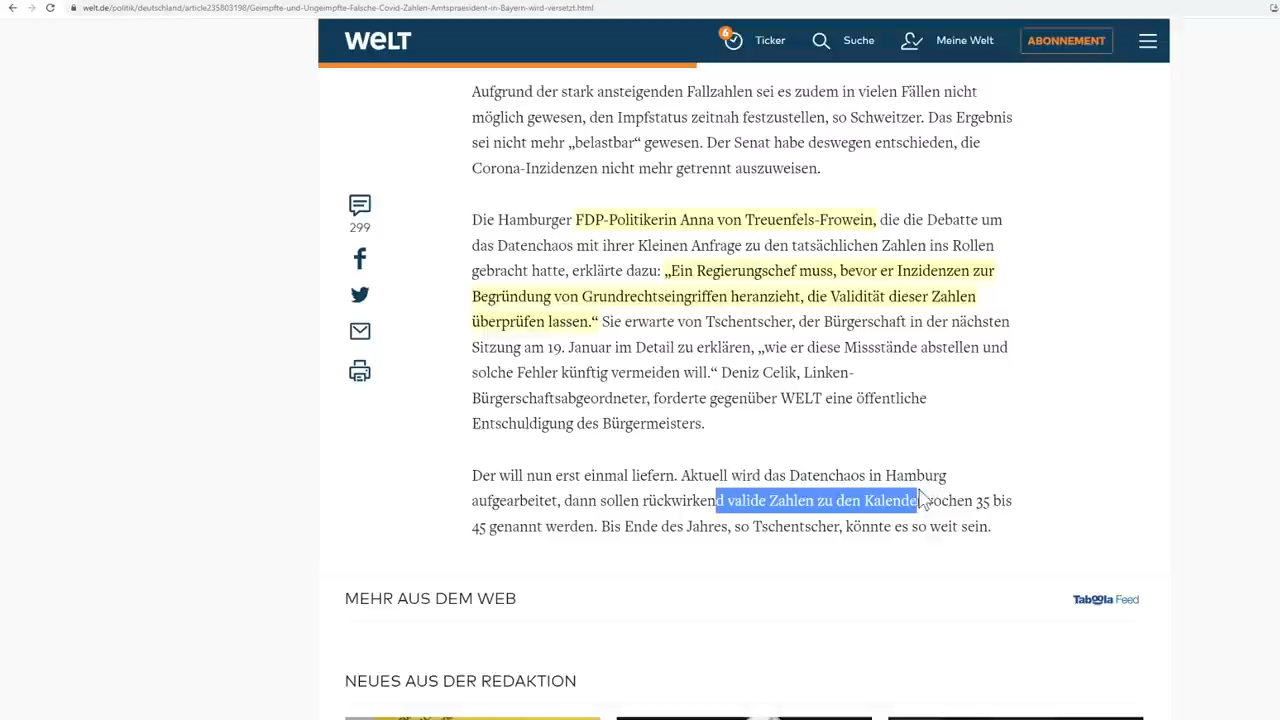 welt.de/politik/deutschland/article235803198/Geimpfte-und-Ungeimpfte-Falsche-Covid-Zahlen-Amtspraesident-in-Bayern-wird-versetzt.html
WELT
6
Ticker
Suche
Meine Welt
ABONNEMENT
Aufgrund der stark ansteigenden Fallzahlen sei es zudem in vielen Fällen nicht
möglich gewesen, den Impfstatus zeitnah festzustellen, so Schweitzer. Das Ergebnis
sei nicht mehr „belastbar“ gewesen. Der Senat habe deswegen entschieden, die
Corona-Inzidenzen nicht mehr getrennt auszuweisen.
299
Die Hamburger FDP-Politikerin Anna von Treuenfels-Frowein, die die Debatte um
das Datenchaos mit ihrer Kleinen Anfrage zu den tatsächlichen Zahlen ins Rollen
gebracht hatte, erklärte dazu: „Ein Regierungschef muss, bevor er Inzidenzen zur
Begründung von Grundrechtseingriffen heranzieht, die Validität dieser Zahlen
überprüfen lassen.“ Sie erwarte von Tschentscher, der Bürgerschaft in der nächsten
Sitzung am 19. Januar im Detail zu erklären, „wie er diese Missstände abstellen und
solche Fehler künftig vermeiden will.“ Deniz Celik, Linken-
Bürgerschaftsabgeordneter, forderte gegenüber WELT eine öffentliche
Entschuldigung des Bürgermeisters.
Der will nun erst einmal liefern. Aktuell wird das Datenchaos in Hamburg
aufgearbeitet, dann sollen rückwirkend valide Zahlen zu den Kalenderwochen 35 bis
45 genannt werden. Bis Ende des Jahres, so Tschentscher, könnte es so weit sein.
MEHR AUS DEM WEB
Taboola Feed
NEUES AUS DER REDAKTION